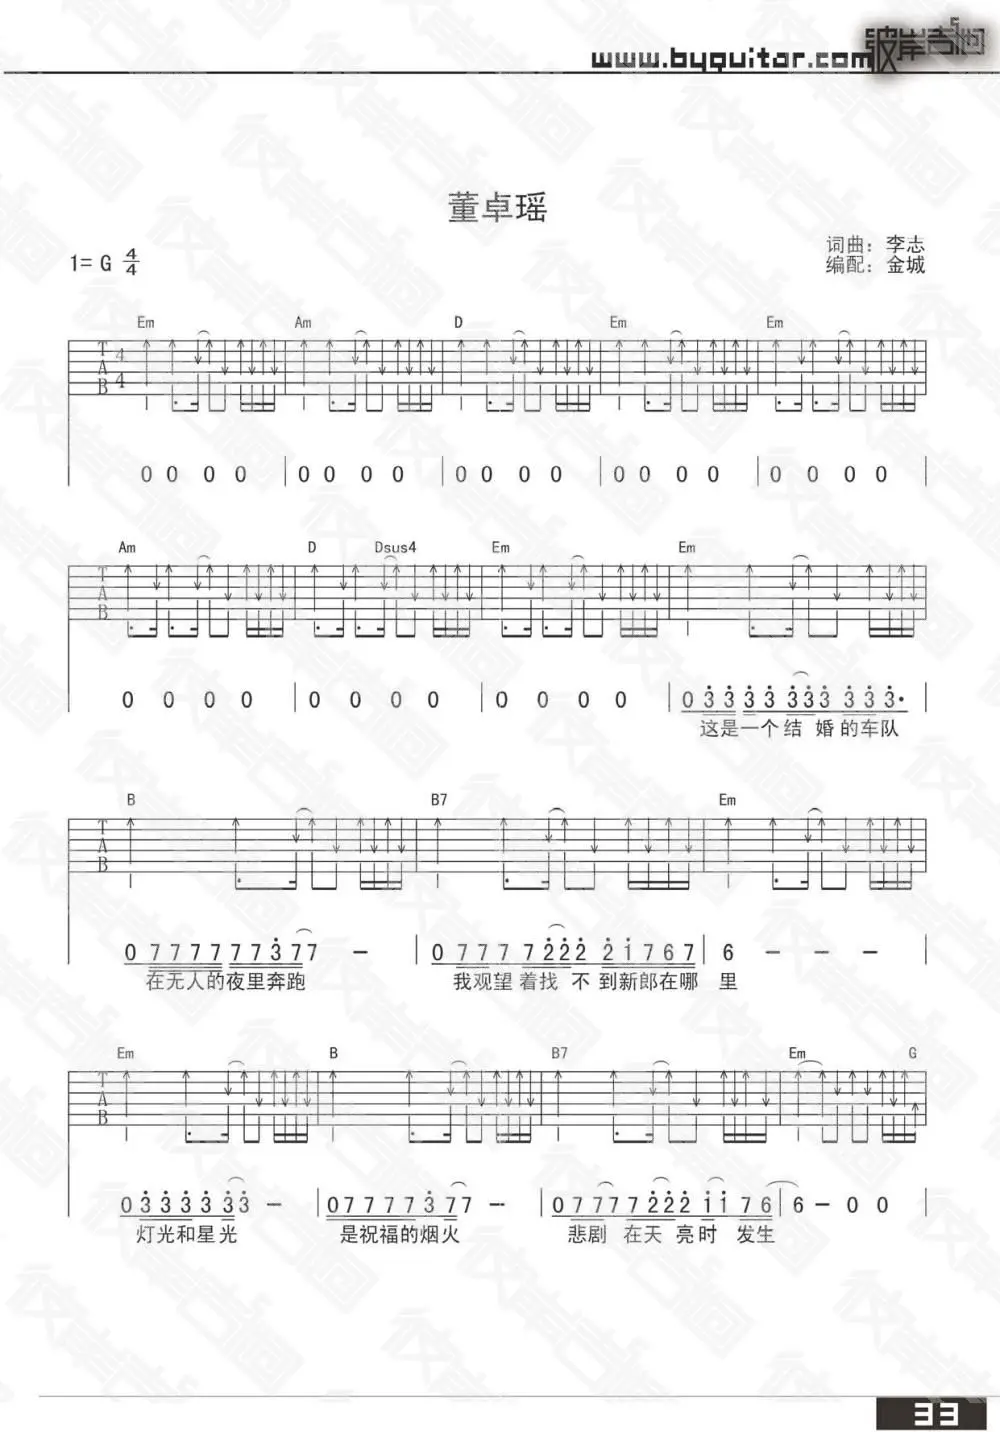 www.byguitar.com 彼岸吉他
董卓瑶
1= G 4/4
词曲：李志
编配：金城
Em Am D Em Em
T A B 4 4
0 0 0 0 0 0 0 0 0 0 0 0 0 0 0 0 0 0 0 0
Am D Dsus4 Em Em
T A B
0 0 0 0 0 0 0 0 0 0 0 0 0 3 3 3 3 3 3 3 3 3 3·
这是一个结 婚的车队
B B7 Em
T A B
0 7 7 7 7 7 7 3 7 7 - 0 7 7 7 7 2 2 2 2 1 7 6 7 6 - - -
在无人的夜里奔跑 我观望着找 不 到新郎在哪 里
Em B B7 Em G
T A B
0 3 3 3 3 3 3 3 - 0 7 7 7 7 3 7 7 - 0 7 7 7 7 2 2 2 1 1 7 6 6 - 0 0
灯光和星光 是祝福的烟火 悲剧 在天 亮时 发生
33